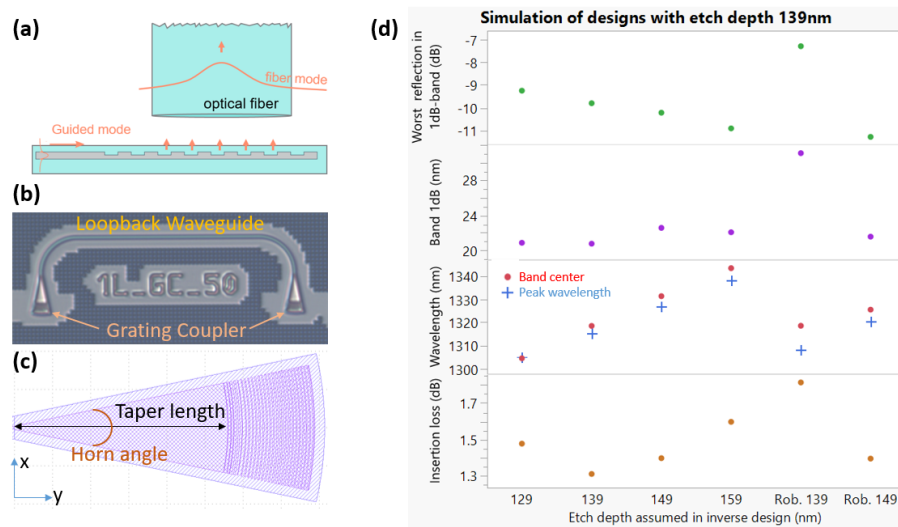 (a)
fiber mode
optical fiber
Guided mode
(b)
Loopback Waveguide
1L_6C_50
Grating Coupler
(c)
Taper length
Horn angle
x
y
(d)
Simulation of designs with etch depth 139nm
Worst reflection in
1dB-band (dB)
-7
-8
-9
-10
-11
Band 1dB (nm)
28
24
20
Wavelength (nm)
1340
1330
1320
1310
1300
Band center
Peak wavelength
Insertion loss (dB)
1.7
1.5
1.3
129 139 149 159 Rob. 139 Rob. 149
Etch depth assumed in inverse design (nm)